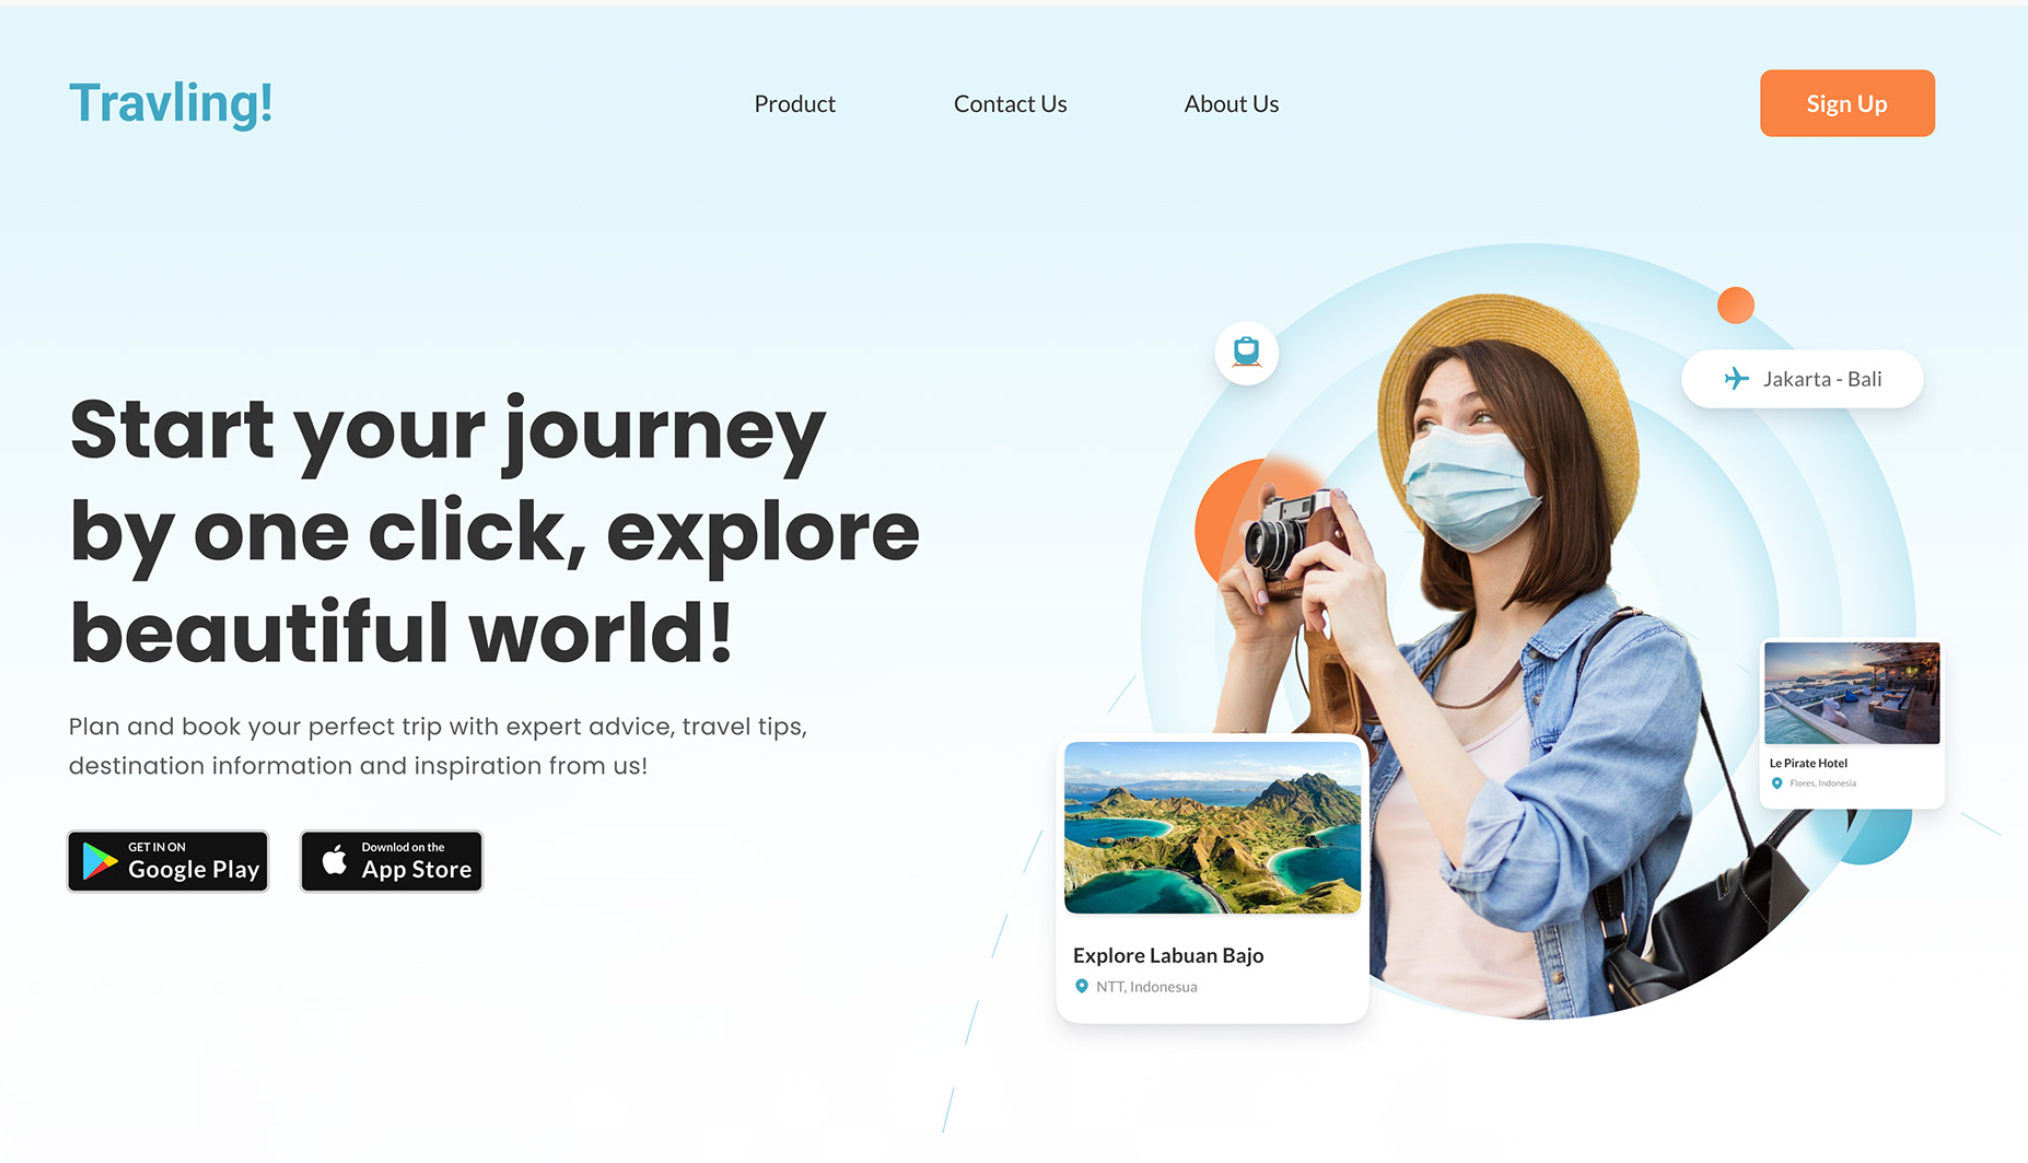 Travling!
Product
Contact Us
About Us
Sign Up
Jakarta - Bali
Start your journey
by one click, explore
beautiful world!
Plan and book your perfect trip with expert advice, travel tips,
destination information and inspiration from us!
GET IN ON
Google Play
Downlod on the
App Store
Le Pirate Hotel
Flores, Indonesia
Explore Labuan Bajo
NTT, Indonesua